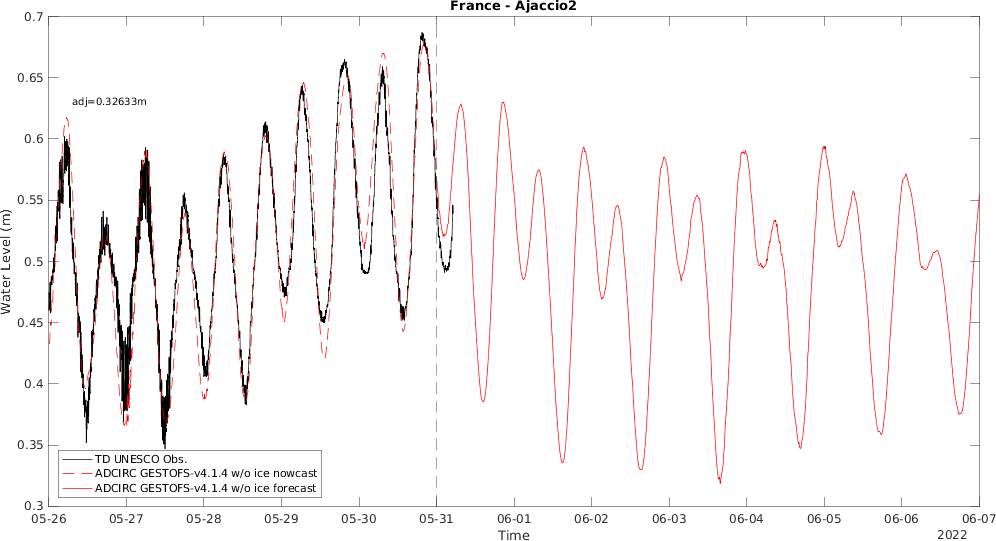 France - Ajaccio2
0.7
0.65
0.6
0.55
0.5
0.45
0.4
0.35
0.3
Water Level (m)
adj=0.32633m
TD UNESCO Obs.
ADCIRC GESTOFS-v4.1.4 w/o ice nowcast
ADCIRC GESTOFS-v4.1.4 w/o ice forecast
05-26 05-27 05-28 05-29 05-30 05-31 06-01 06-02 06-03 06-04 06-05 06-06 06-07
Time
2022